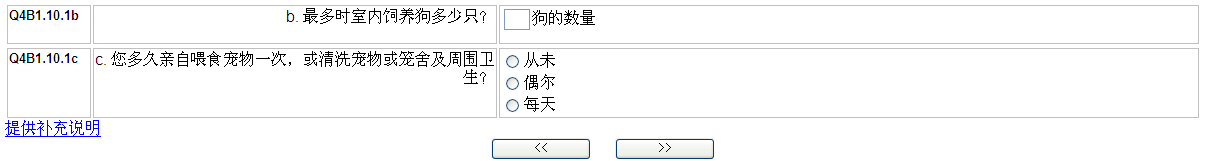 Q4B1.10.1b
b. 最多时室内饲养狗多少只？
狗的数量
Q4B1.10.1c
c. 您多久亲自喂食宠物一次，或清洗宠物或笼舍及周围卫
生？
从未
偶尔
每天
提供补充说明
<<
>>